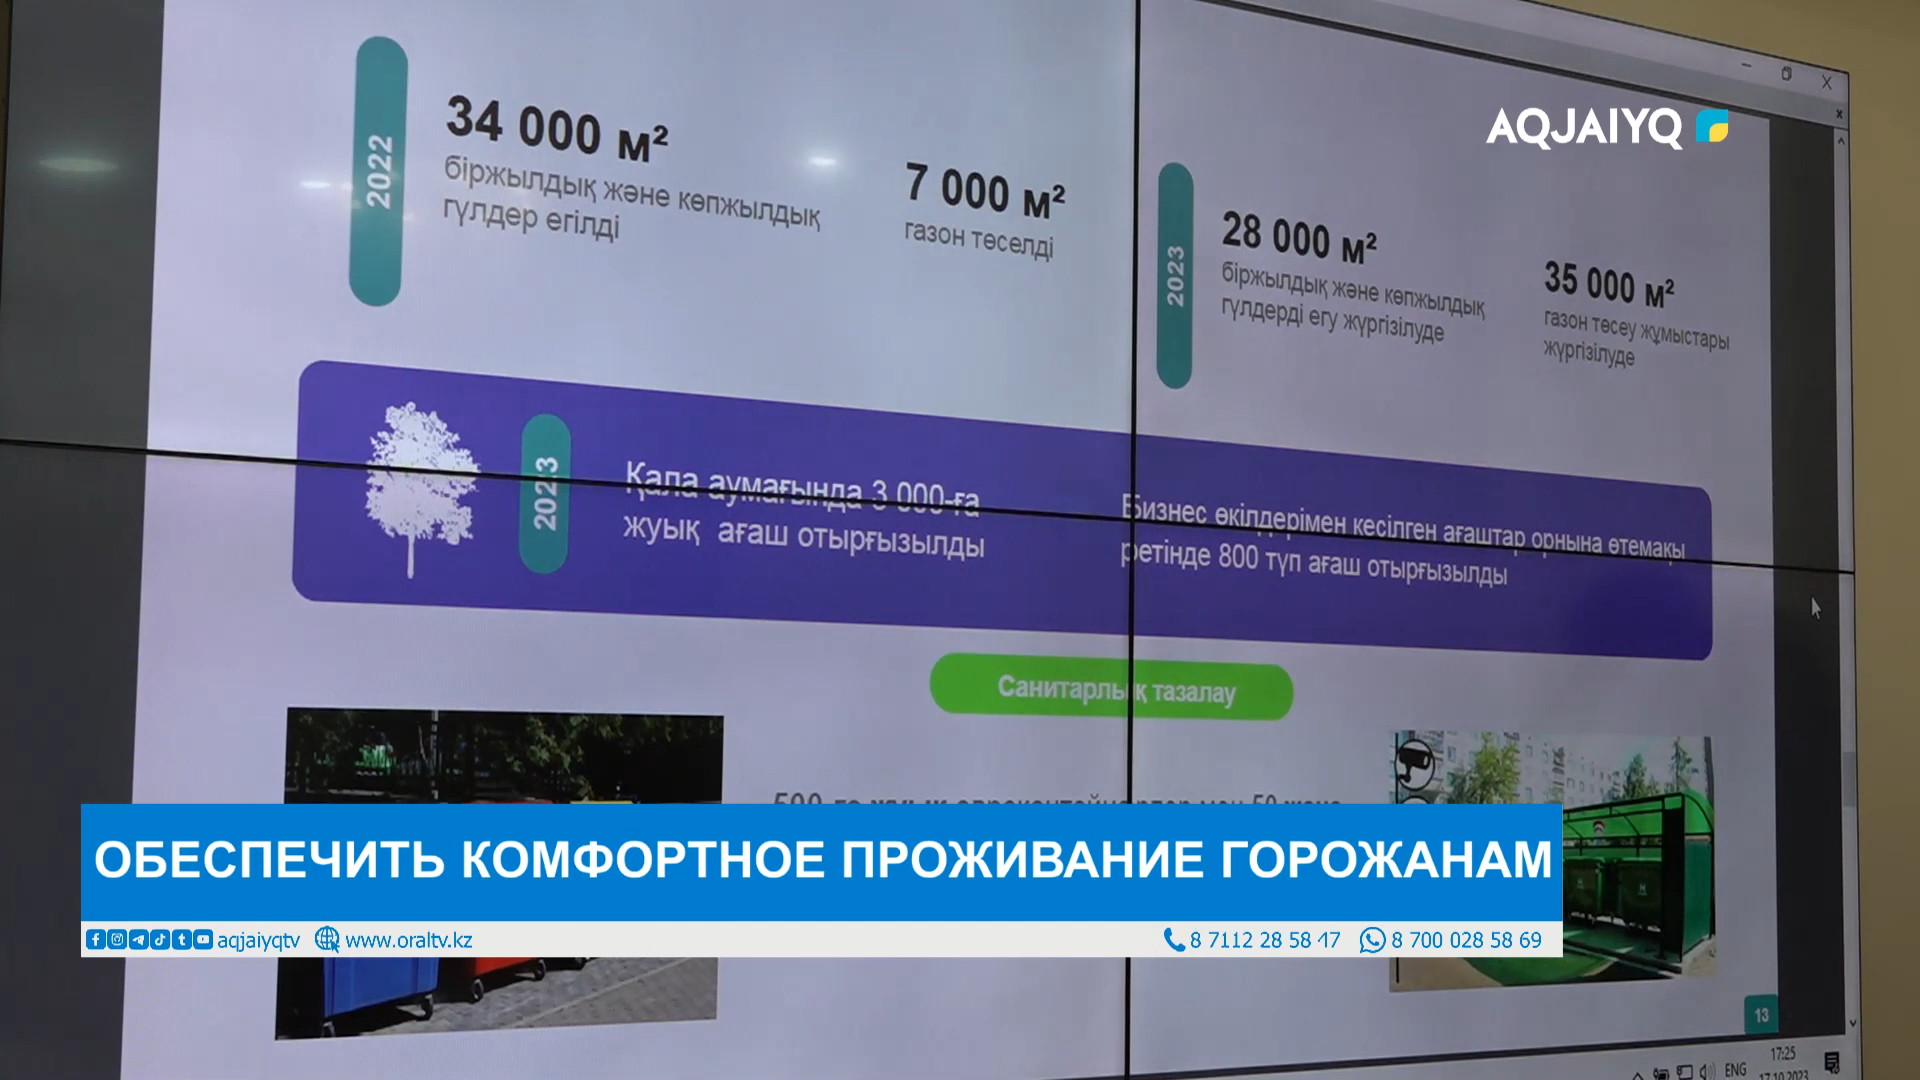 AQJAIYQ
2022
34 000 м²
біржылдық және көпжылдық
гүлдер егілді
7 000 м²
газон төселді
2023
28 000 м²
біржылдық және көпжылдық
гүлдерді егу жүргізілуде
35 000 м²
газон төсеу жұмыстары
жүргізілуде
2023
Қала аумағында 3 000-ға
жуық ағаш отырғызылды
Бизнес өкілдерімен кесілген ағаштар орнына өтемақы
ретінде 800 түп ағаш отырғызылды
Санитарлық тазалау
ОБЕСПЕЧИТЬ КОМФОРТНОЕ ПРОЖИВАНИЕ ГОРОЖАНАМ
aqjaiyqtv www.oraltv.kz 8 7112 28 58 17 8 700 028 58 69
13
ENG
17:25
17.10.2023